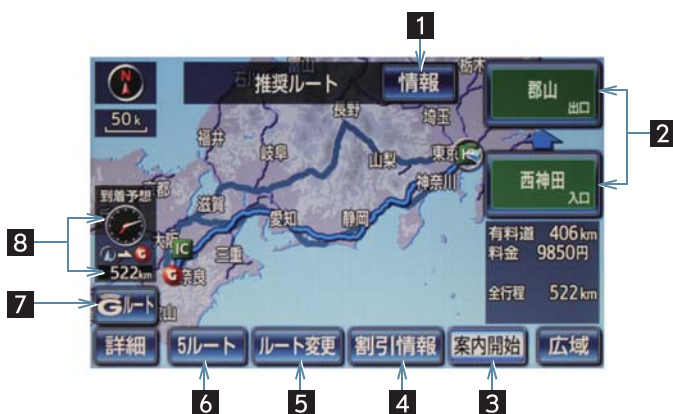 1
推奨ルート 情報
栃木
N
50k
郡山
出口
2
長野
埼玉
福井
岐阜
山梨
東京
神奈川
西神田
入口
到着予想
滋賀
愛知
静岡
8
大阪
IC
三重
G
522km
奈良
有料道 406km
料金 9850円
全行程 522km
7
Gルート
詳細
5ルート
ルート変更
割引情報
案内開始
広域
6
5
4
3